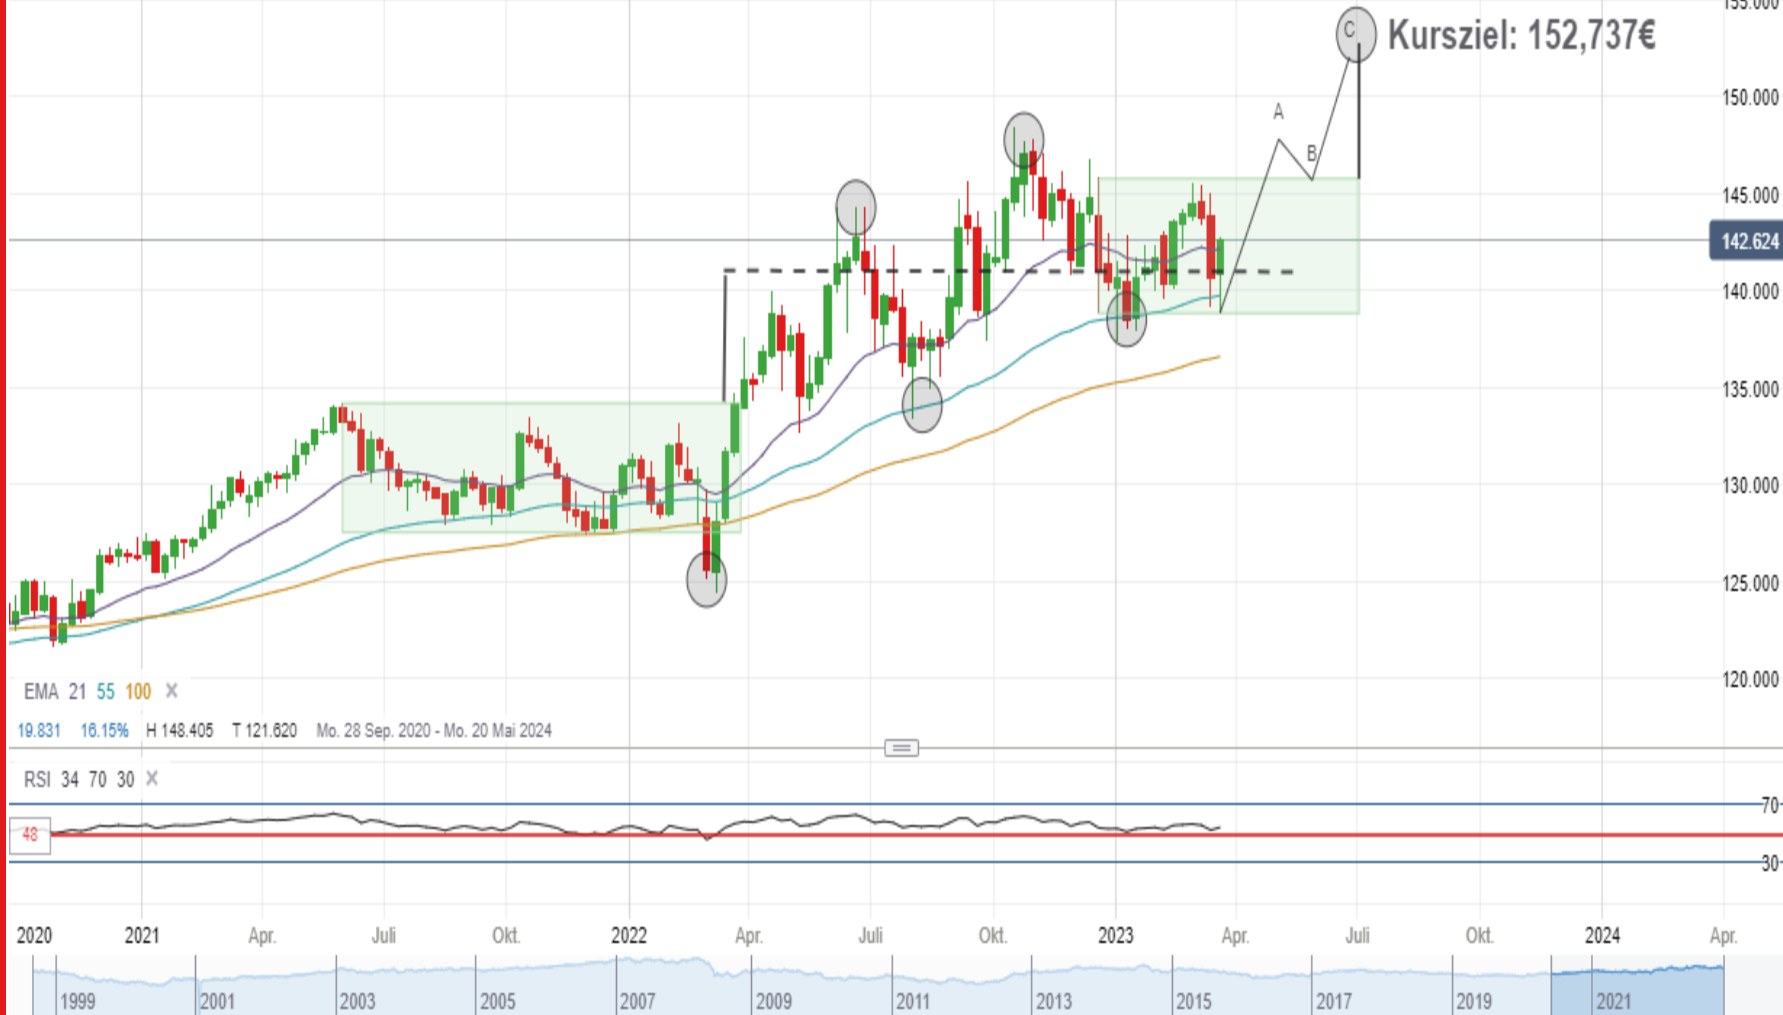 155.000
C Kursziel: 152,737€
150.000
A
B
145.000
142.624
140.000
135.000
130.000
125.000
120.000
EMA 21 55 100 X
19.831 16.15% H 148.405 T 121.620 Mo. 28 Sep. 2020 - Mo. 20 Mai 2024
RSI 34 70 30 X
70
48
30
2020 2021 Apr. Juli Okt. 2022 Apr. Juli Okt. 2023 Apr. Juli Okt. 2024 Apr.
1999 2001 2003 2005 2007 2009 2011 2013 2015 2017 2019 2021